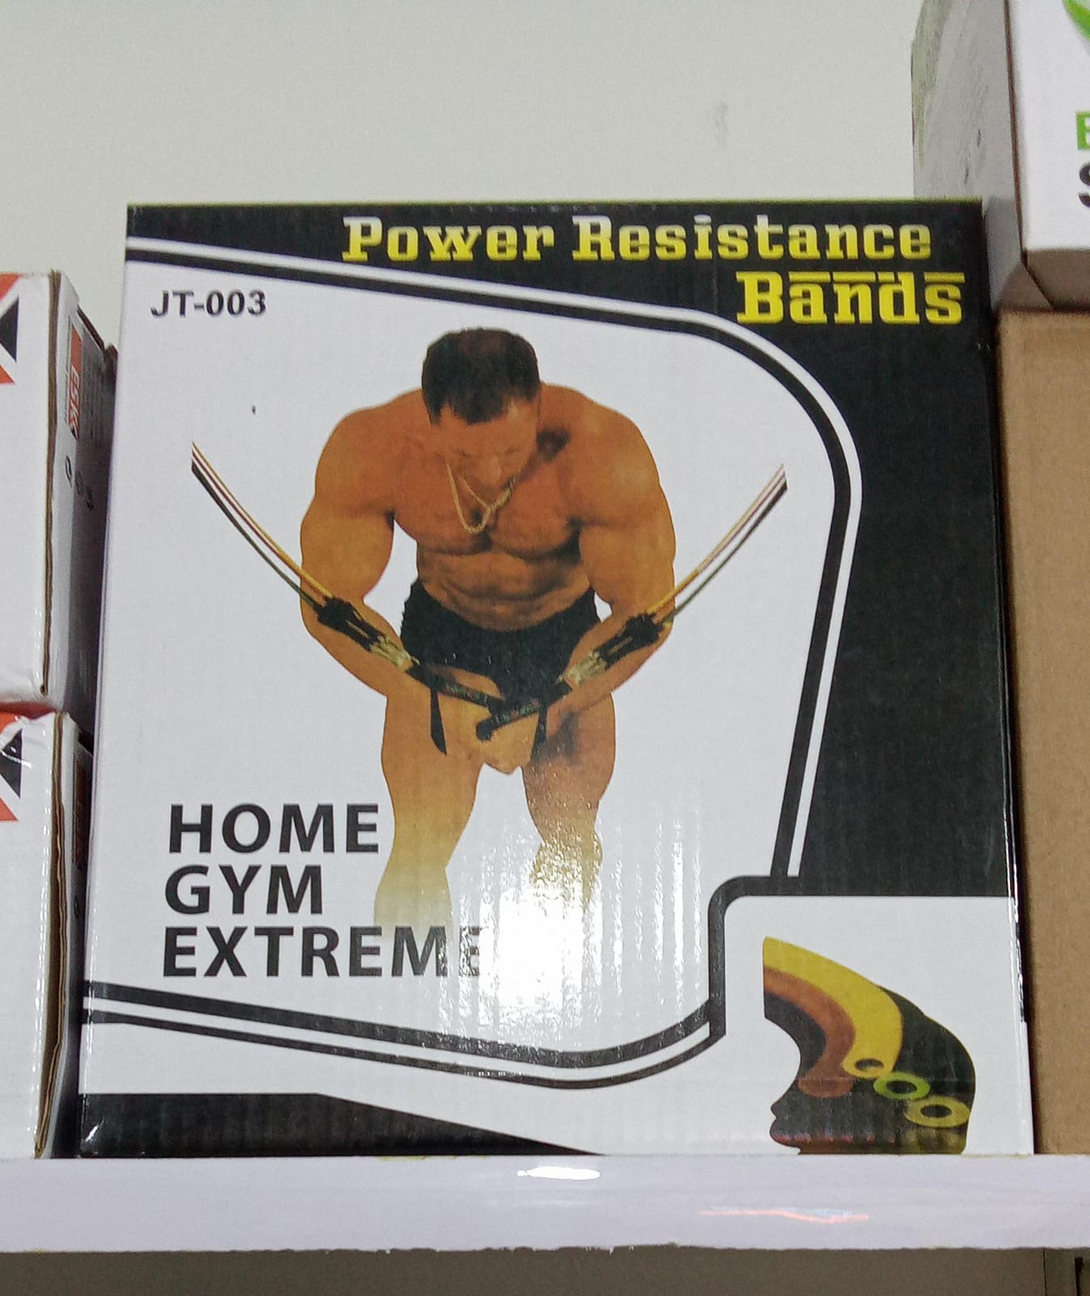 Power Resistance
Bands
JT-003
HOME
GYM
EXTREME